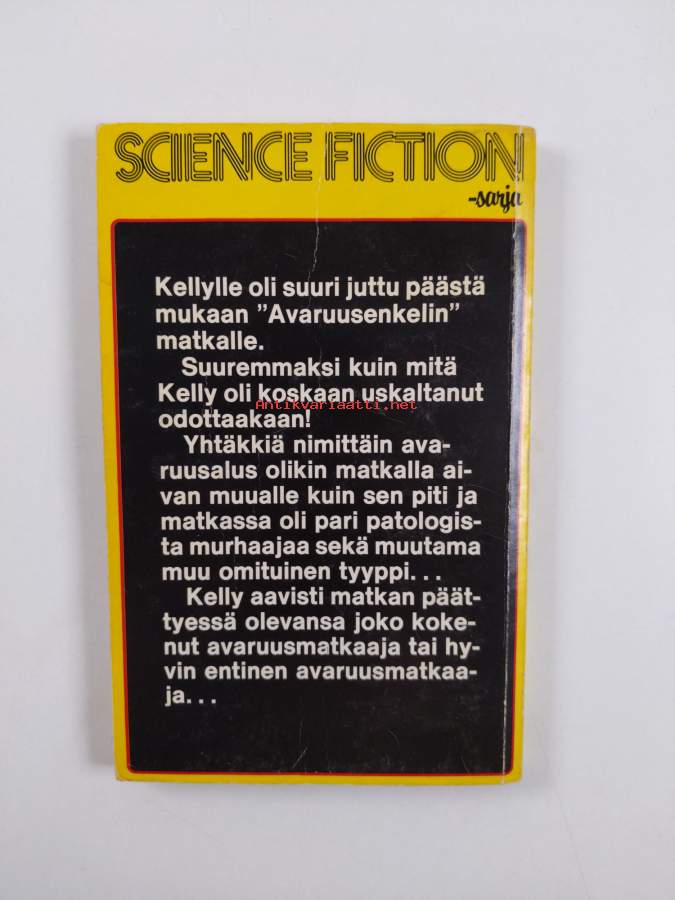 SCIENCE FICTION
-sarja
Kellylle oli suuri juttu päästä
mukaan ”Avaruusenkelin”
matkalle.
Suuremmaksi kuin mitä
Kelly oli koskaan uskaltanut
Antikvariaatti.net
odottaakaan!
Yhtäkkiä nimittäin ava-
ruusalus olikin matkalla ai-
van muualle kuin sen piti ja
matkassa oli pari patologis-
ta murhaajaa sekä muutama
muu omituinen tyyppi...
Kelly aavisti matkan päät-
tyessä olevansa joko koke-
nut avaruusmatkaaja tai hy-
vin entinen avaruusmatkaa-
ja...